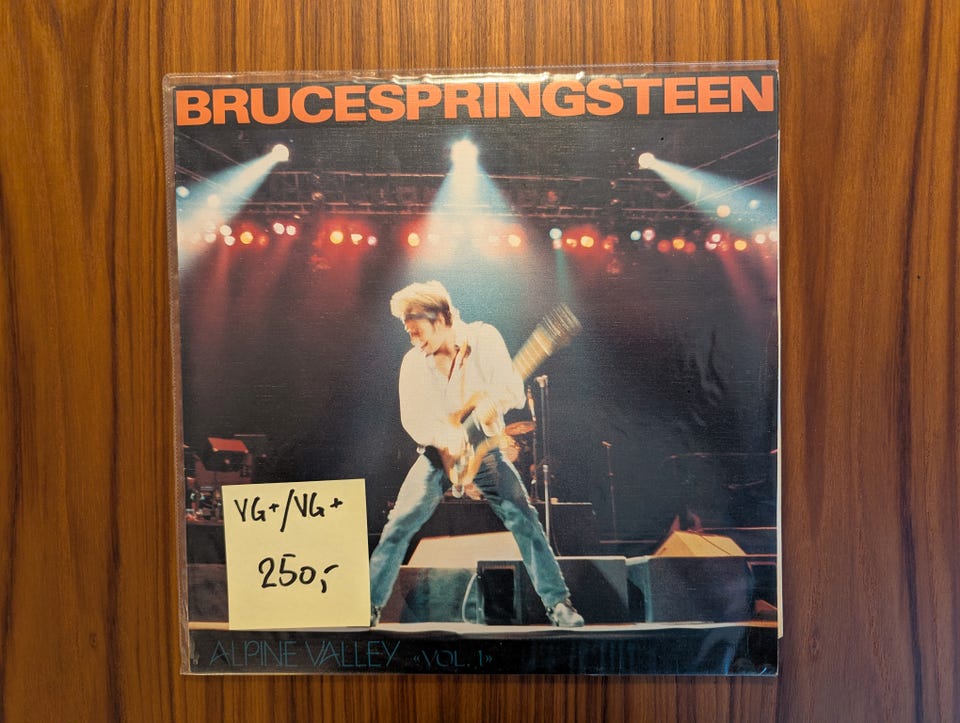 BRUCESPRINGSTEEN
VG+/VG+
250,-
ALPINE VALLEY «VOL. 1»